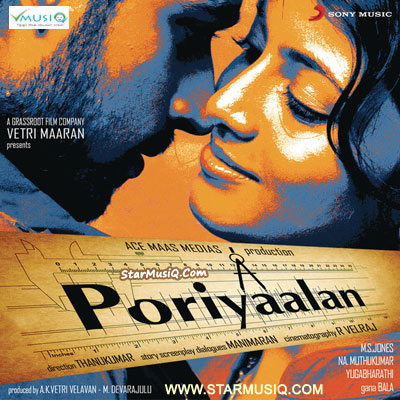 VMUSIQ
SONY MUSIC
A GRASSROOT FILM COMPANY
VETRI MAARAN
presents
ACE MAAS MEDIAS production
StarMusiQ.Com
Poriyaalan
direction THANUKUMAR story screenplay dialogues MANIMARAN cinematography R VELRAJ
M.S.JONES
NA. MUTHUKUMAR
YUGABHARATHI
gana BALA
produced by A.K.VETRI VELAVAN - M. DEVARAJULU
WWW.STARMUSIQ.COM